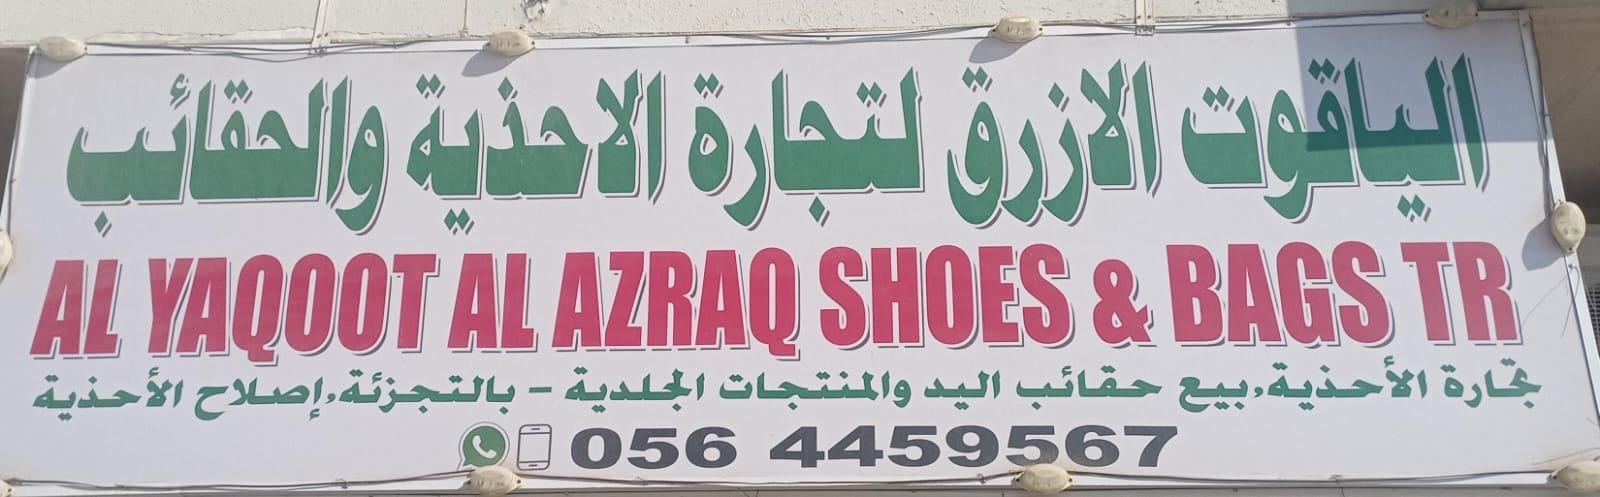 الياقوت الازرق لتجارة الاحذية والحقائب
AL YAQOOT AL AZRAQ SHOES & BAGS TR
تجارة الأحذية،بيع حقائب اليد والمنتجات الجلدية - بالتجزئة،إصلاح الأحذية
056 4459567